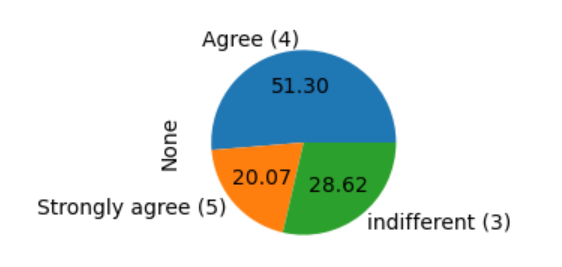 Agree (4)
51.30
None
20.07
28.62
Strongly agree (5)
indifferent (3)